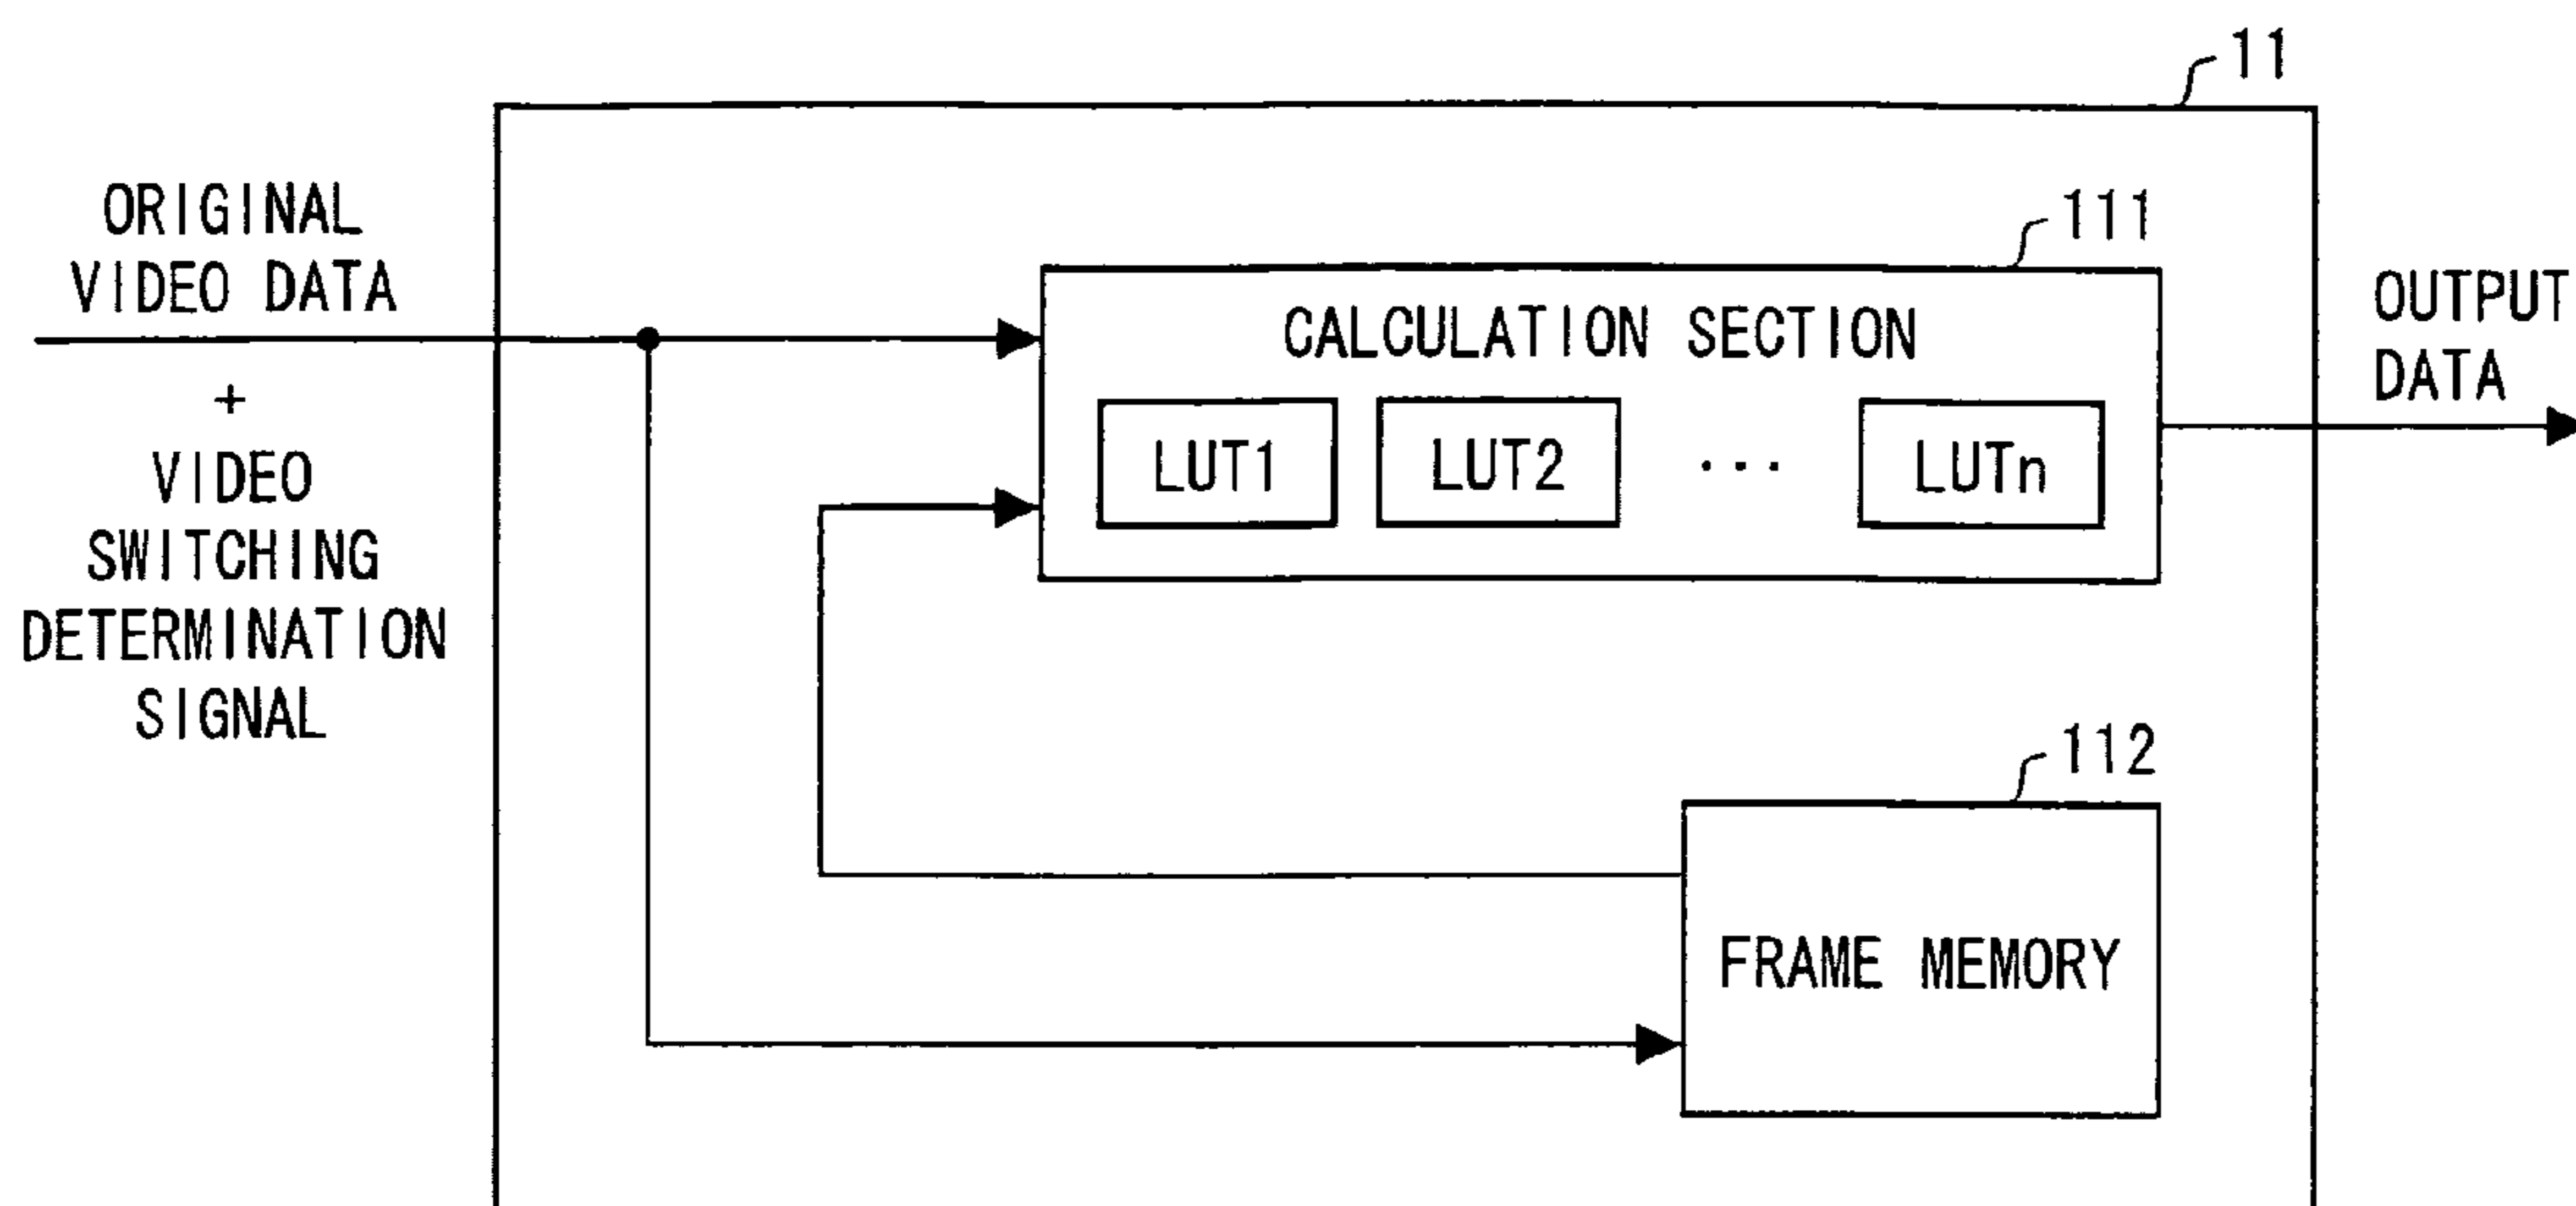 11
ORIGINAL
VIDEO DATA
+
VIDEO
SWITCHING
DETERMINATION
SIGNAL
111
CALCULATION SECTION
LUT1
LUT2
...
LUTn
OUTPUT
DATA
112
FRAME MEMORY